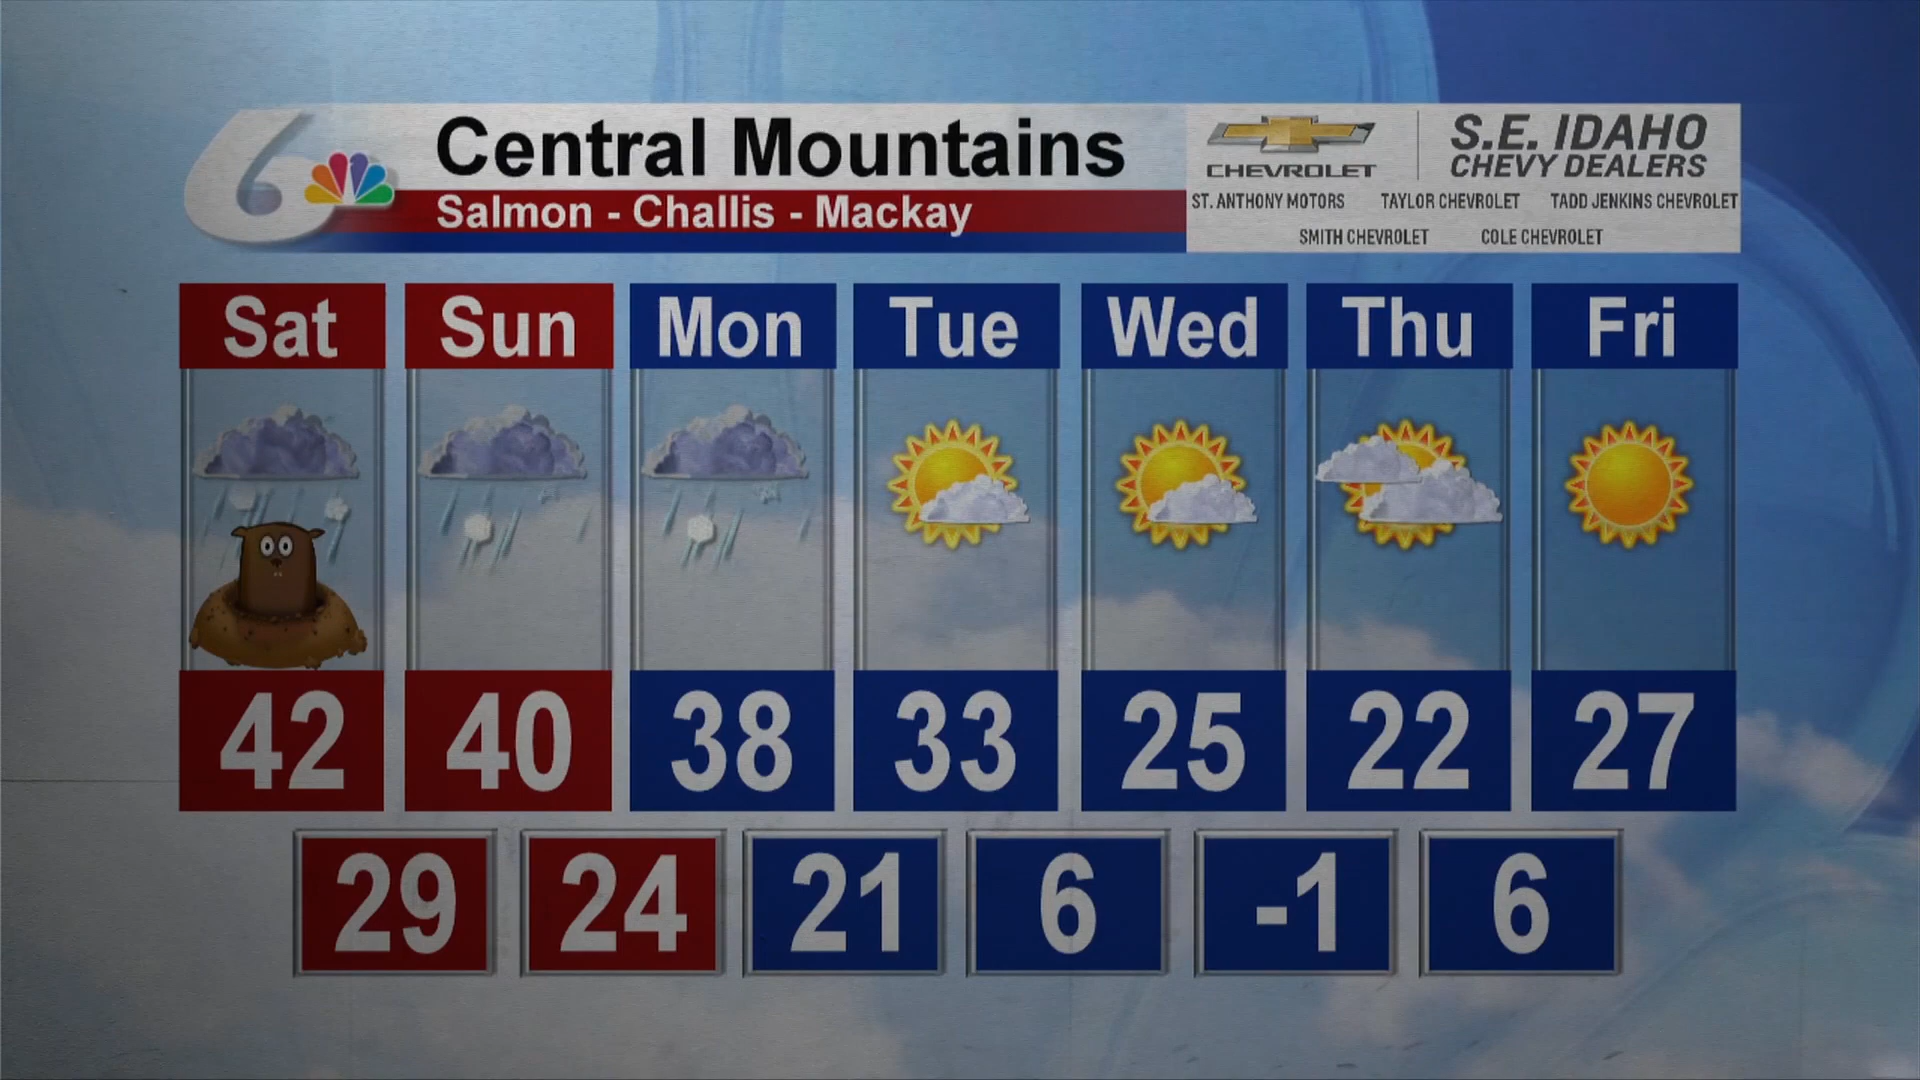 6
Central Mountains
Salmon - Challis - Mackay
CHEVROLET
S.E. IDAHO
CHEVY DEALERS
ST. ANTHONY MOTORS TAYLOR CHEVROLET TADD JENKINS CHEVROLET
SMITH CHEVROLET COLE CHEVROLET
Sat Sun Mon Tue Wed Thu Fri
42 40 38 33 25 22 27
29 24 21 6 -1 6